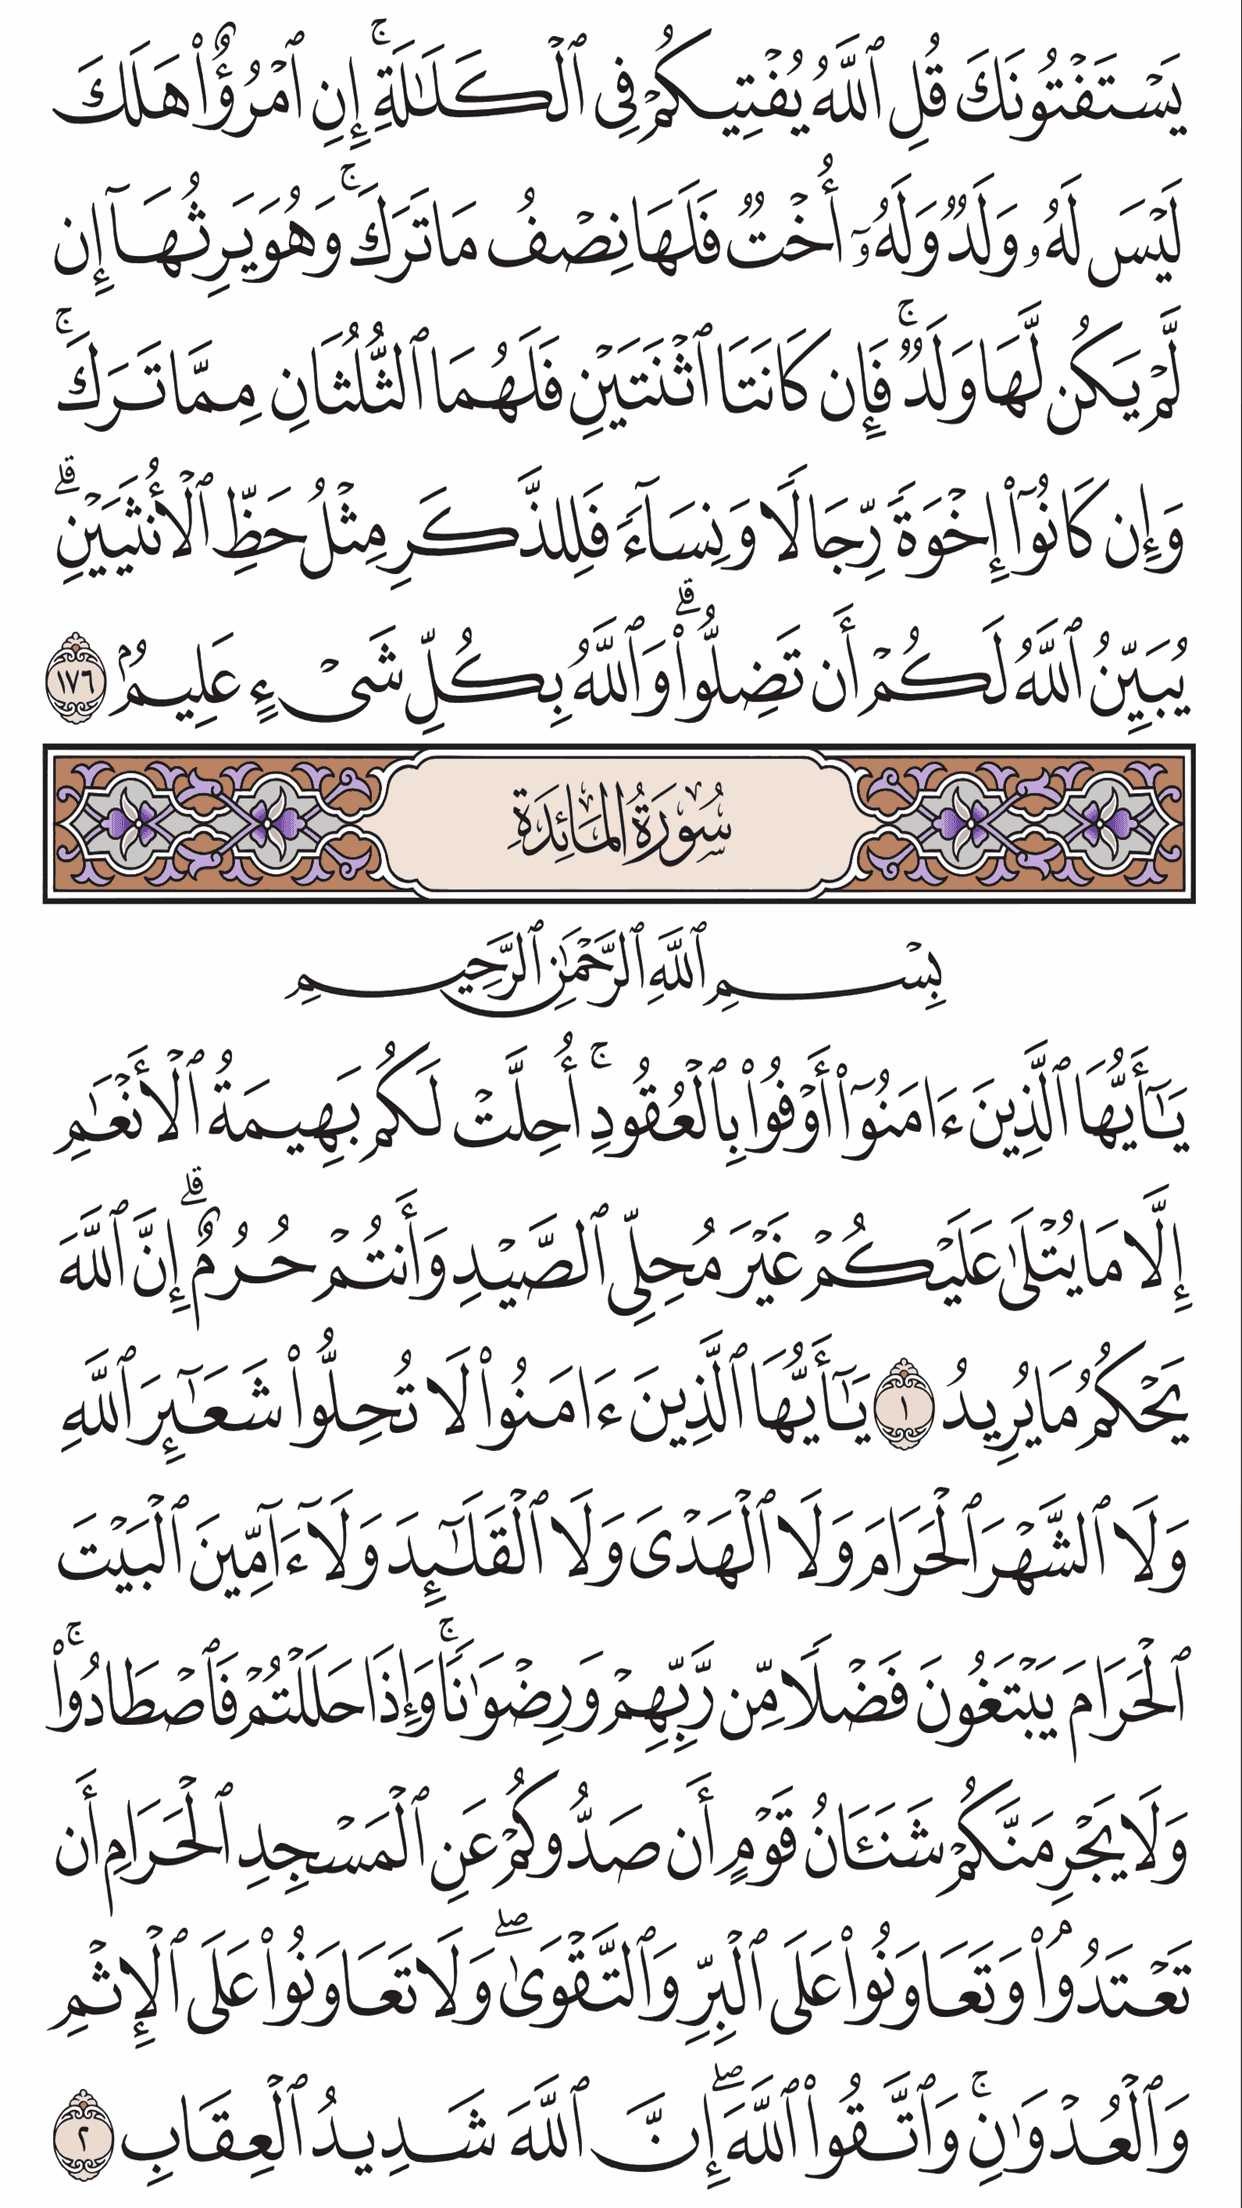 يَسۡتَفۡتُونَكَ قُلِ ٱللَّهُ يُفۡتِيكُمۡ فِي ٱلۡكَلَٰلَةِۚ إِنِ ٱمۡرُؤٌاْ هَلَكَ
لَيۡسَ لَهُۥ وَلَدٞ وَلَهُۥٓ أُخۡتٞ فَلَهَا نِصۡفُ مَا تَرَكَۚ وَهُوَ يَرِثُهَآ إِن
لَّمۡ يَكُن لَّهَا وَلَدٞۚ فَإِن كَانَتَا ٱثۡنَتَيۡنِ فَلَهُمَا ٱلثُّلُثَانِ مِمَّا تَرَكَۚ
وَإِن كَانُوٓاْ إِخۡوَةٗ رِّجَالٗا وَنِسَآءٗ فَلِلذَّكَرِ مِثۡلُ حَظِّ ٱلۡأُنثَيَيۡنِۗ
يُبَيِّنُ ٱللَّهُ لَكُمۡ أَن تَضِلُّواْۗ وَٱللَّهُ بِكُلِّ شَيۡءٍ عَلِيمُۢ ١٧٦
سُورَةُ المَائِدَةِ
بِسۡمِ ٱللَّهِ ٱلرَّحۡمَٰنِ ٱلرَّحِيمِ
يَٰٓأَيُّهَا ٱلَّذِينَ ءَامَنُوٓاْ أَوۡفُواْ بِٱلۡعُقُودِۚ أُحِلَّتۡ لَكُم بَهِيمَةُ ٱلۡأَنۡعَٰمِ
إِلَّا مَا يُتۡلَىٰ عَلَيۡكُمۡ غَيۡرَ مُحِلِّي ٱلصَّيۡدِ وَأَنتُمۡ حُرُمٌۗ إِنَّ ٱللَّهَ
يَحۡكُمُ مَا يُرِيدُ ١ يَٰٓأَيُّهَا ٱلَّذِينَ ءَامَنُواْ لَا تُحِلُّواْ شَعَٰٓئِرَ ٱللَّهِ
وَلَا ٱلشَّهۡرَ ٱلۡحَرَامَ وَلَا ٱلۡهَدۡيَ وَلَا ٱلۡقَلَٰٓئِدَ وَلَآ ءَآمِّينَ ٱلۡبَيۡتَ
ٱلۡحَرَامَ يَبۡتَغُونَ فَضۡلٗا مِّن رَّبِّهِمۡ وَرِضۡوَٰنٗاۚ وَإِذَا حَلَلۡتُمۡ فَٱصۡطَادُواْۚ
وَلَا يَجۡرِمَنَّكُمۡ شَنَـَٔانُ قَوۡمٍ أَن صَدُّوكُمۡ عَنِ ٱلۡمَسۡجِدِ ٱلۡحَرَامِ أَن
تَعۡتَدُواْۘ وَتَعَاوَنُواْ عَلَى ٱلۡبِرِّ وَٱلتَّقۡوَىٰۖ وَلَا تَعَاوَنُواْ عَلَى ٱلۡإِثۡمِ
وَٱلۡعُدۡوَٰنِۚ وَٱتَّقُواْ ٱللَّهَۖ إِنَّ ٱللَّهَ شَدِيدُ ٱلۡعِقَابِ ٢